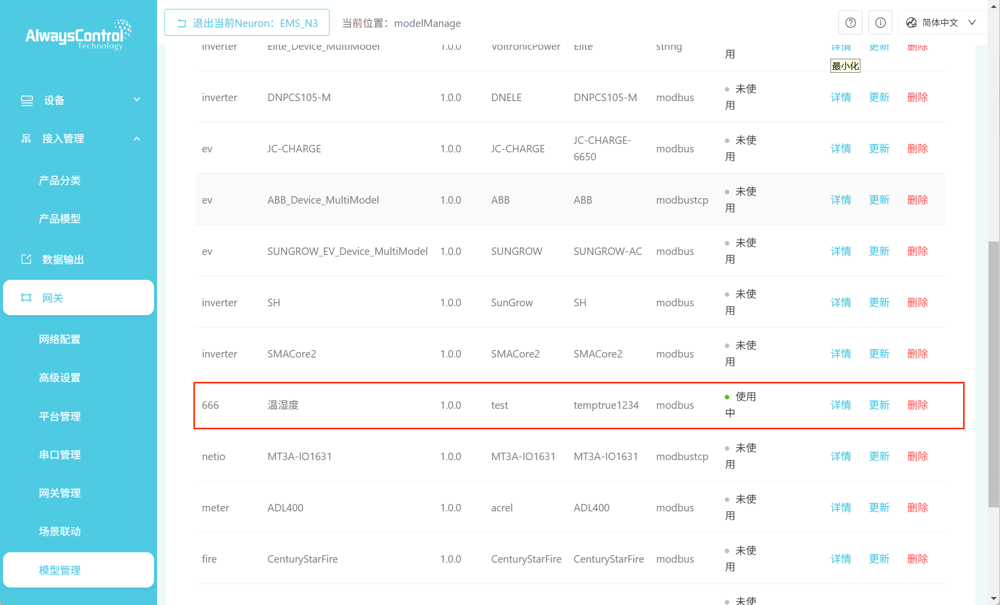 AlwaysControl
Technology
设备
接入管理
产品分类
产品模型
数据输出
网关
网络配置
高级设置
平台管理
串口管理
网关管理
场景联动
模型管理
退出当前Neuron：EMS_N3 当前位置：modelManage 简体中文
inverter Elite_Device_MultiModel 1.0.0 VoltronicPower Elite string 详情 更新 删除
用
最小化
未使
inverter DNPCS105-M 1.0.0 DNELE DNPCS105-M modbus 详情 更新 删除
用
JC-CHARGE- 未使
ev JC-CHARGE 1.0.0 JC-CHARGE modbus 详情 更新 删除
6650 用
未使
ev ABB_Device_MultiModel 1.0.0 ABB ABB modbustcp 详情 更新 删除
用
未使
ev SUNGROW_EV_Device_MultiModel 1.0.0 SUNGROW SUNGROW-AC modbus 详情 更新 删除
用
未使
inverter SH 1.0.0 SunGrow SH modbus 详情 更新 删除
用
未使
inverter SMACore2 1.0.0 SMACore2 SMACore2 modbus 详情 更新 删除
用
使用
666 温湿度 1.0.0 test temptrue1234 modbus 详情 更新 删除
中
未使
netio MT3A-IO1631 1.0.0 MT3A-IO1631 MT3A-IO1631 modbustcp 详情 更新 删除
用
未使
meter ADL400 1.0.0 acrel ADL400 modbus 详情 更新 删除
用
未使
fire CenturyStarFire 1.0.0 CenturyStarFire CenturyStarFire modbus 详情 更新 删除
用
未使